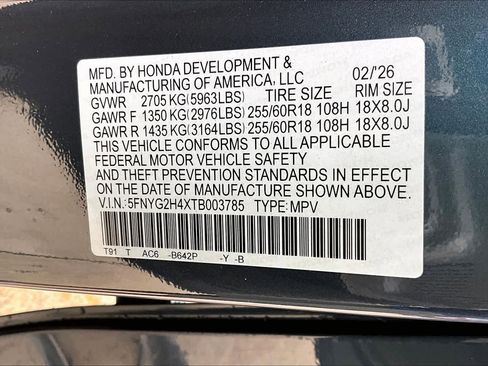 MFD. BY HONDA DEVELOPMENT &
MANUFACTURING OF AMERICA, LLC 02/'26
GVWR 2705 KG(5963LBS) TIRE SIZE RIM SIZE
GAWR F 1350 KG(2976LBS) 255/60R18 108H 18X8.0J
GAWR R 1435 KG(3164LBS) 255/60R18 108H 18X8.0J
THIS VEHICLE CONFORMS TO ALL APPLICABLE
FEDERAL MOTOR VEHICLE SAFETY
AND THEFT PREVENTION STANDARDS IN EFFECT
ON THE DATE OF MANUFACTURE SHOWN ABOVE.
V.I.N.: 5FNYG2H4XTB003785 TYPE: MPV
T91 T AC6 -B642P -Y -B